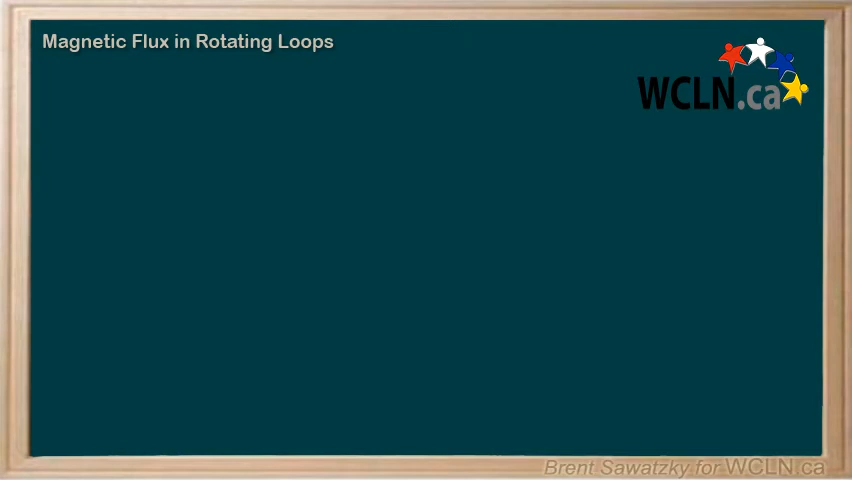 Magnetic Flux in Rotating Loops
WCLN.ca
Brent Sawatzky for WCLN.ca